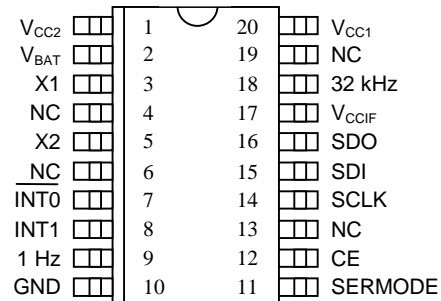 VCC2 1 20 VCC1
VBAT 2 19 NC
X1 3 18 32 kHz
NC 4 17 VCCIF
X2 5 16 SDO
NC 6 15 SDI
INT0 7 14 SCLK
INT1 8 13 NC
1 Hz 9 12 CE
GND 10 11 SERMODE